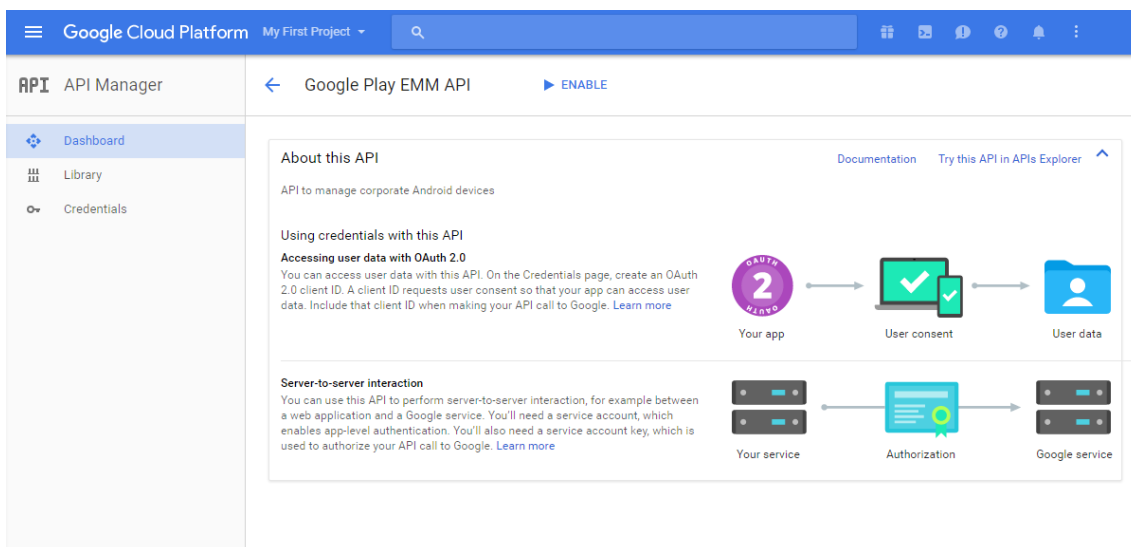 Google Cloud Platform My First Project
API API Manager
Google Play EMM API ENABLE
Dashboard
Library
Credentials
About this API
Documentation Try this API in APIs Explorer
API to manage corporate Android devices
Using credentials with this API
Accessing user data with OAuth 2.0
You can access user data with this API. On the Credentials page, create an OAuth
2.0 client ID. A client ID requests user consent so that your app can access user
data. Include that client ID when making your API call to Google. Learn more
OAUTH
2
OAUTH
Your app
User consent
User data
Server-to-server interaction
You can use this API to perform server-to-server interaction, for example between
a web application and a Google service. You'll need a service account, which
enables app-level authentication. You'll also need a service account key, which is
used to authorize your API call to Google. Learn more
Your service
Authorization
Google service